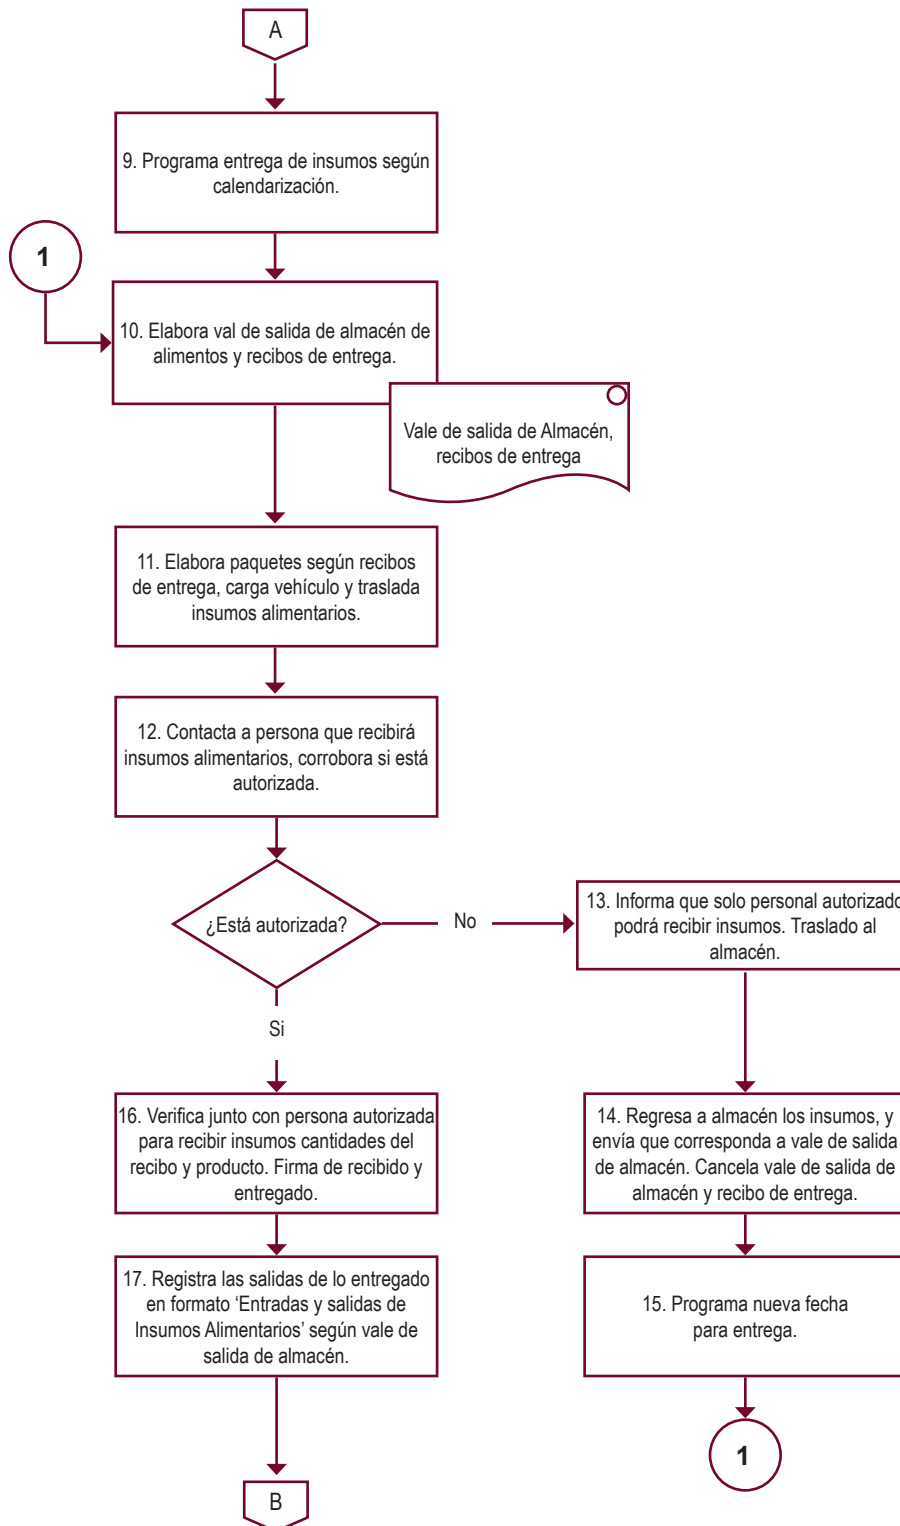 A
9. Programa entrega de insumos según
calendarización.
1
10. Elabora val de salida de almacén de
alimentos y recibos de entrega.
Vale de salida de Almacén,
recibos de entrega
11. Elabora paquetes según recibos
de entrega, carga vehículo y traslada
insumos alimentarios.
12. Contacta a persona que recibirá
insumos alimentarios, corrobora si está
autorizada.
¿Está autorizada?
No
13. Informa que solo personal autorizado
podrá recibir insumos. Traslado al
almacén.
Si
16. Verifica junto con persona autorizada
para recibir insumos cantidades del
recibo y producto. Firma de recibido y
entregado.
14. Regresa a almacén los insumos, y
envía que corresponda a vale de salida
de almacén. Cancela vale de salida de
almacén y recibo de entrega.
17. Registra las salidas de lo entregado
en formato ‘Entradas y salidas de
Insumos Alimentarios’ según vale de
salida de almacén.
15. Programa nueva fecha
para entrega.
1
B